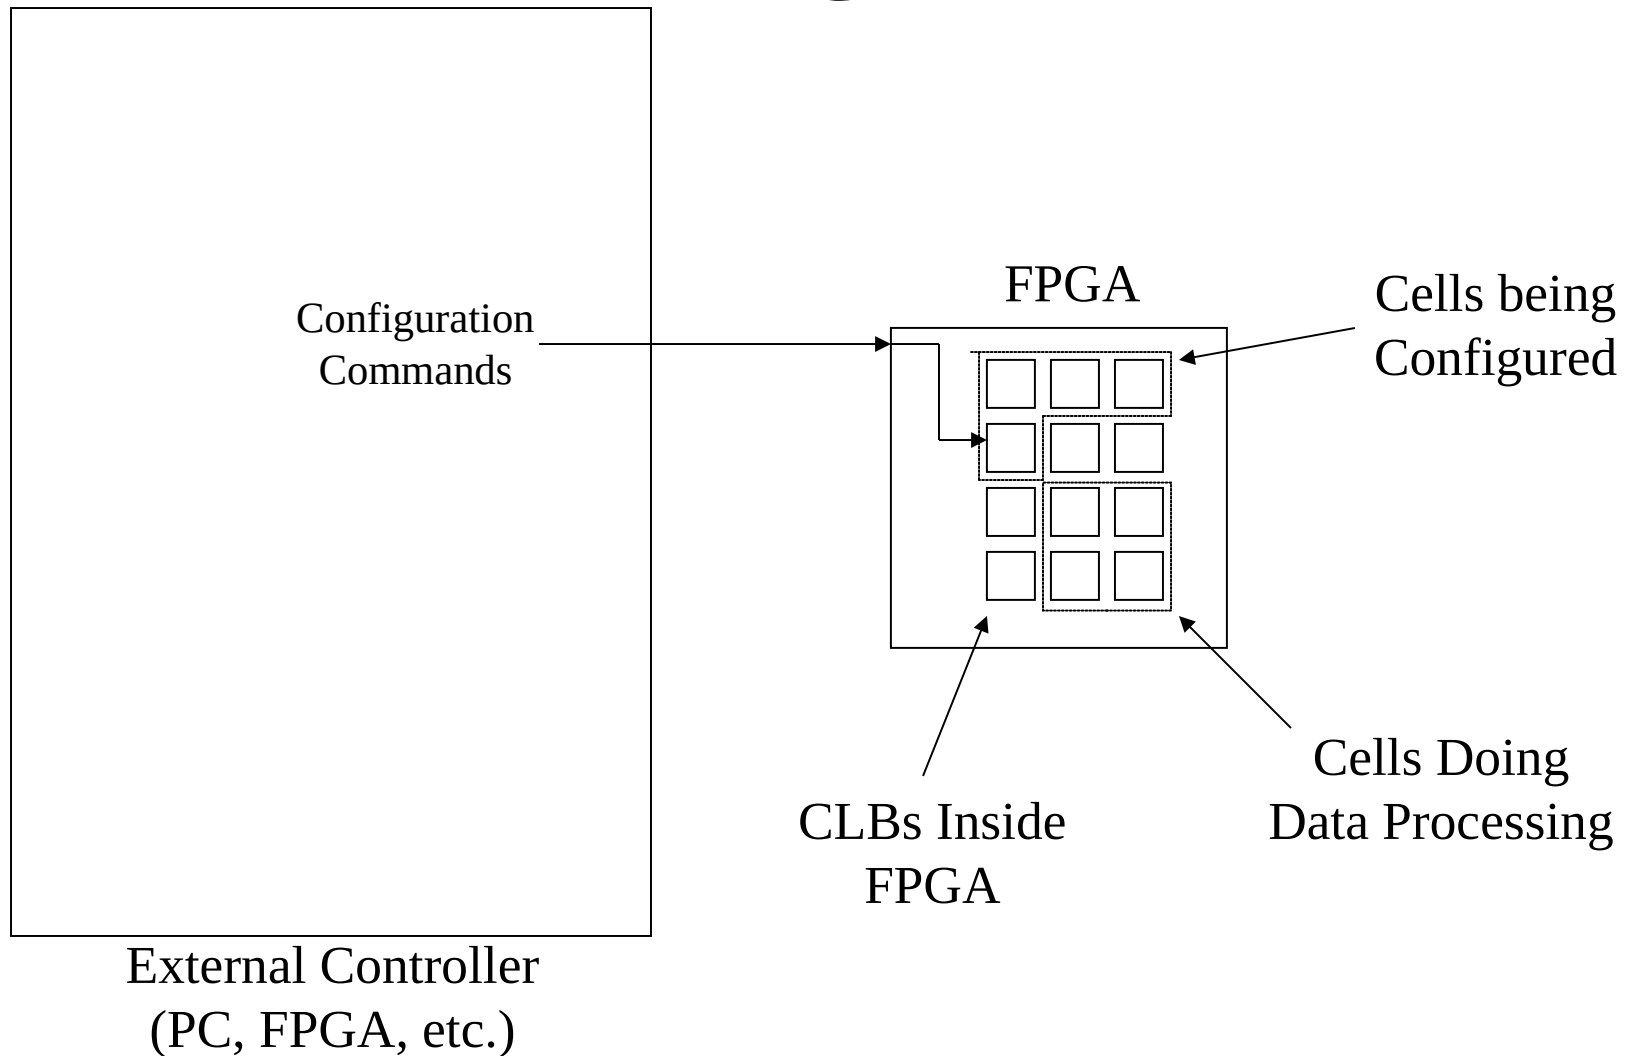 FPGA
Cells being
Configured
Configuration
Commands
Cells Doing
Data Processing
CLBs Inside
FPGA
External Controller
(PC, FPGA, etc.)